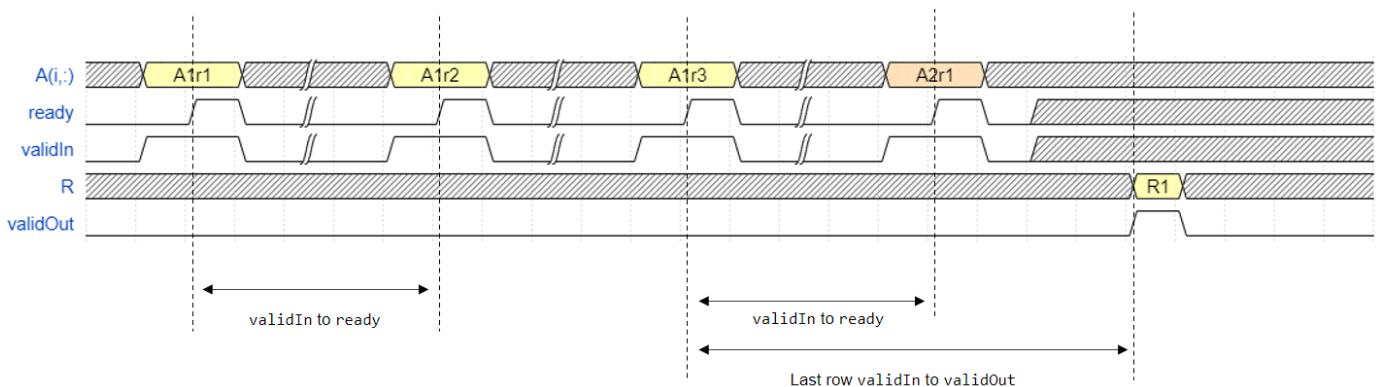 A(i,:) A1r1 A1r2 A1r3 A2r1
ready
validIn
R R1
validOut
validIn to ready validIn to ready
Last row validIn to validOut